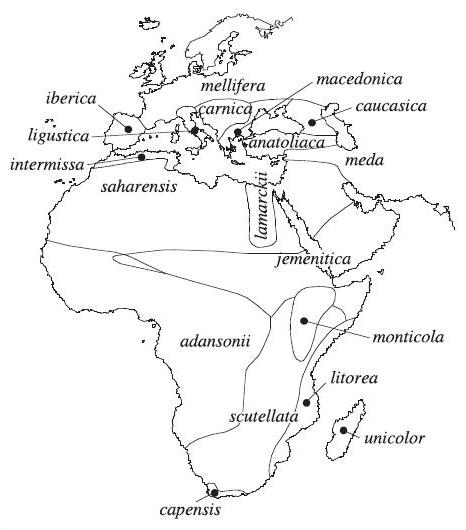 mellifera
macedonica
iberica
carnica
caucasica
ligustica
anatoliaca
intermissa
meda
saharensis
lamarckii
jemenitica
adansonii
monticola
litorea
scutellata
unicolor
capensis